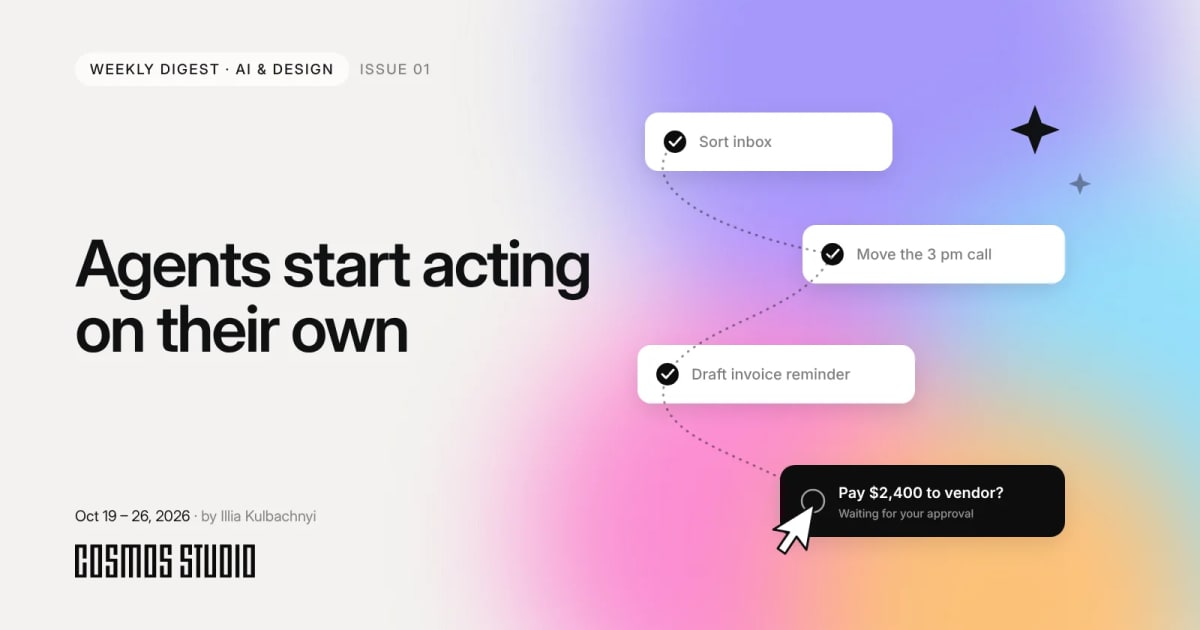 WEEKLY DIGEST · AI & DESIGN ISSUE 01
Sort inbox
Move the 3 pm call
Agents start acting
on their own
Draft invoice reminder
Pay $2,400 to vendor?
Waiting for your approval
Oct 19 – 26, 2026 · by Illia Kulbachnyi
COSMOS STUDIO